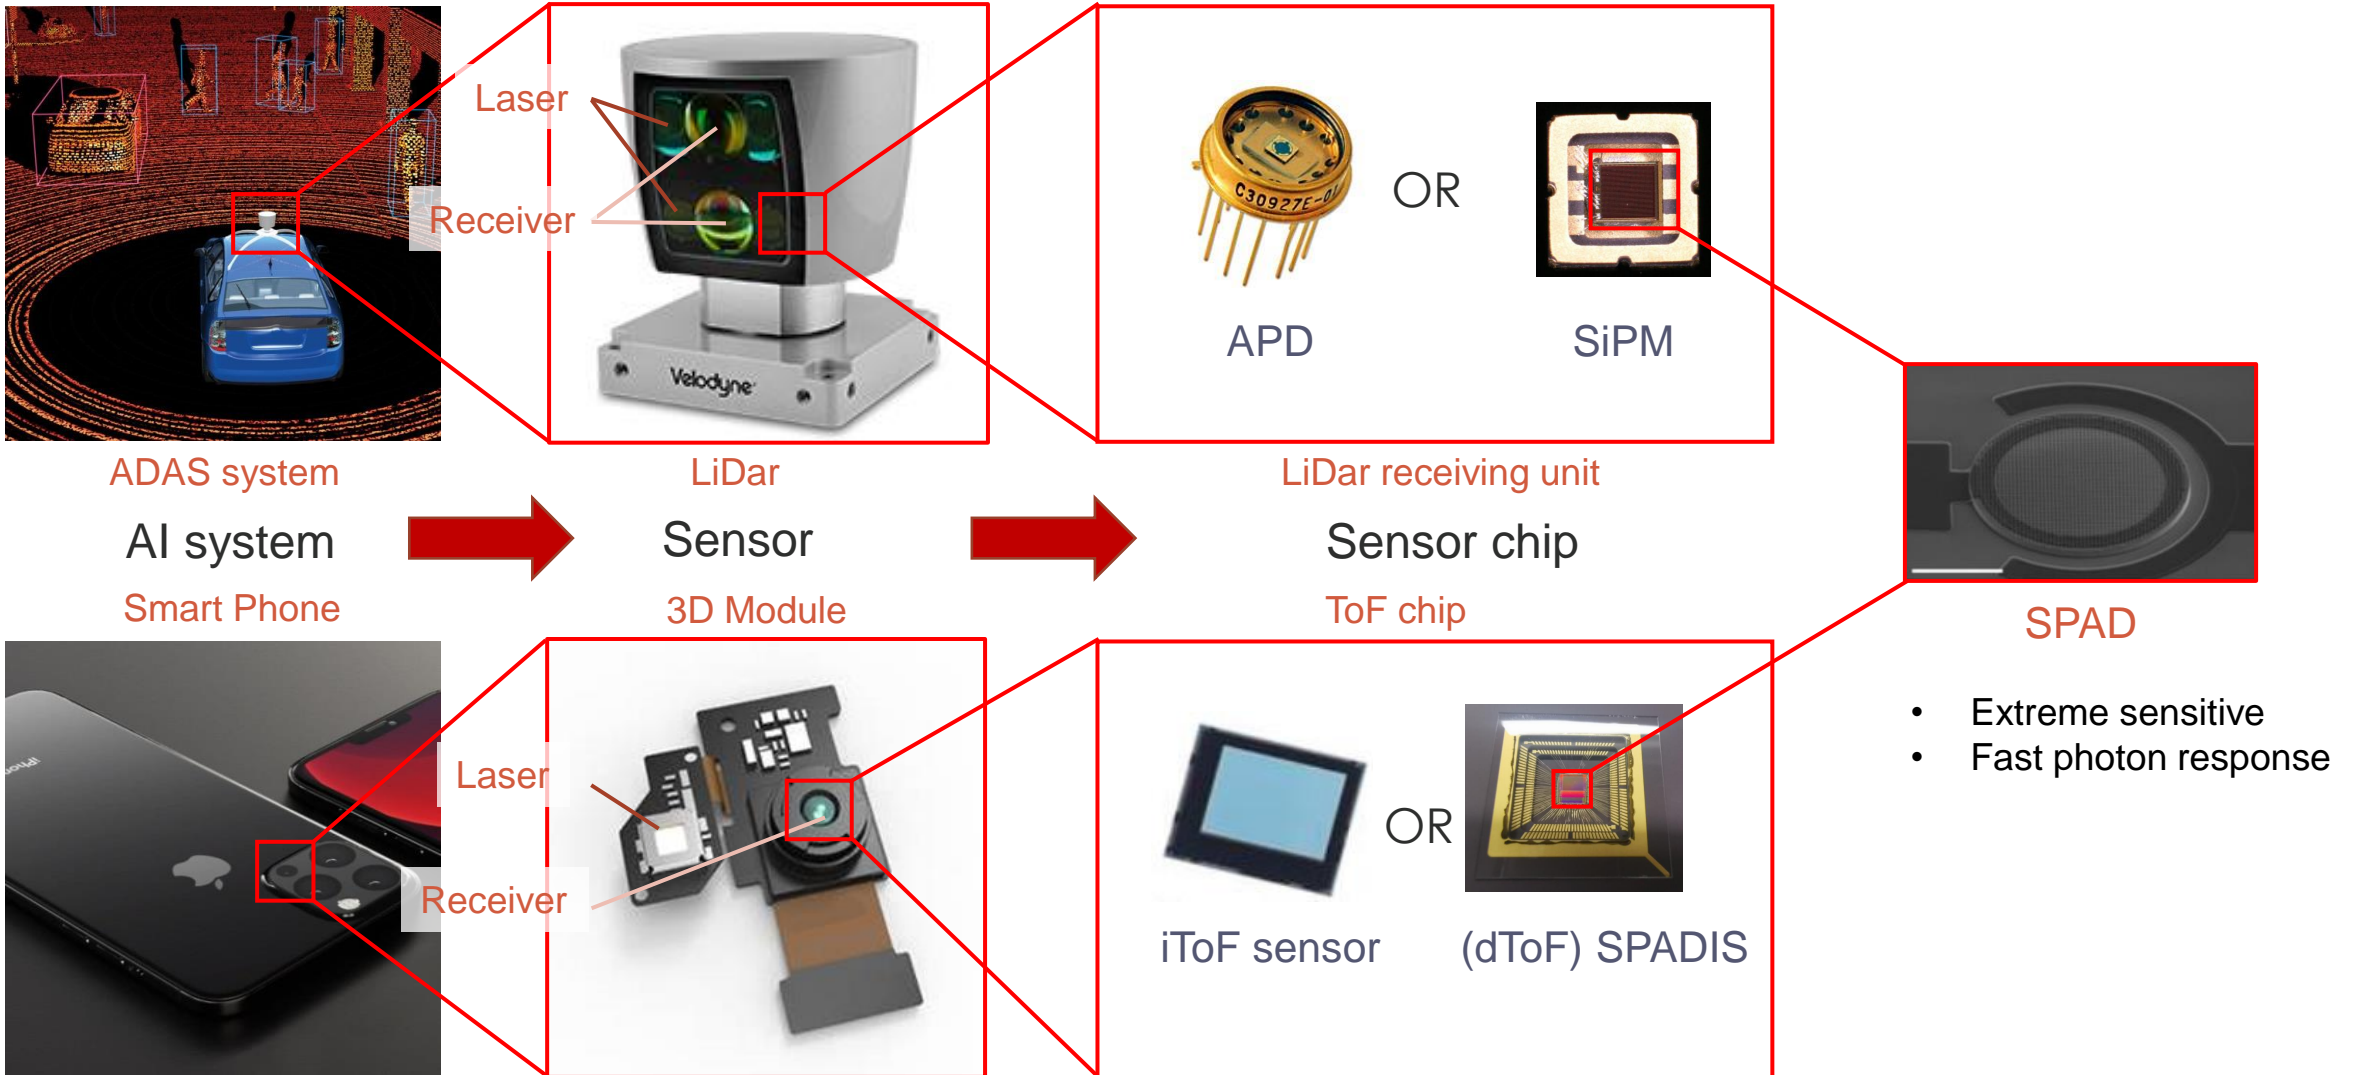 Laser
Receiver
Velodyne
C30927E-01
OR
APD
SiPM
ADAS system
LiDar
LiDar receiving unit
AI system
Sensor
Sensor chip
Smart Phone
3D Module
ToF chip
SPAD
• Extreme sensitive
• Fast photon response
Laser
Receiver
OR
iToF sensor
(dToF) SPADIS